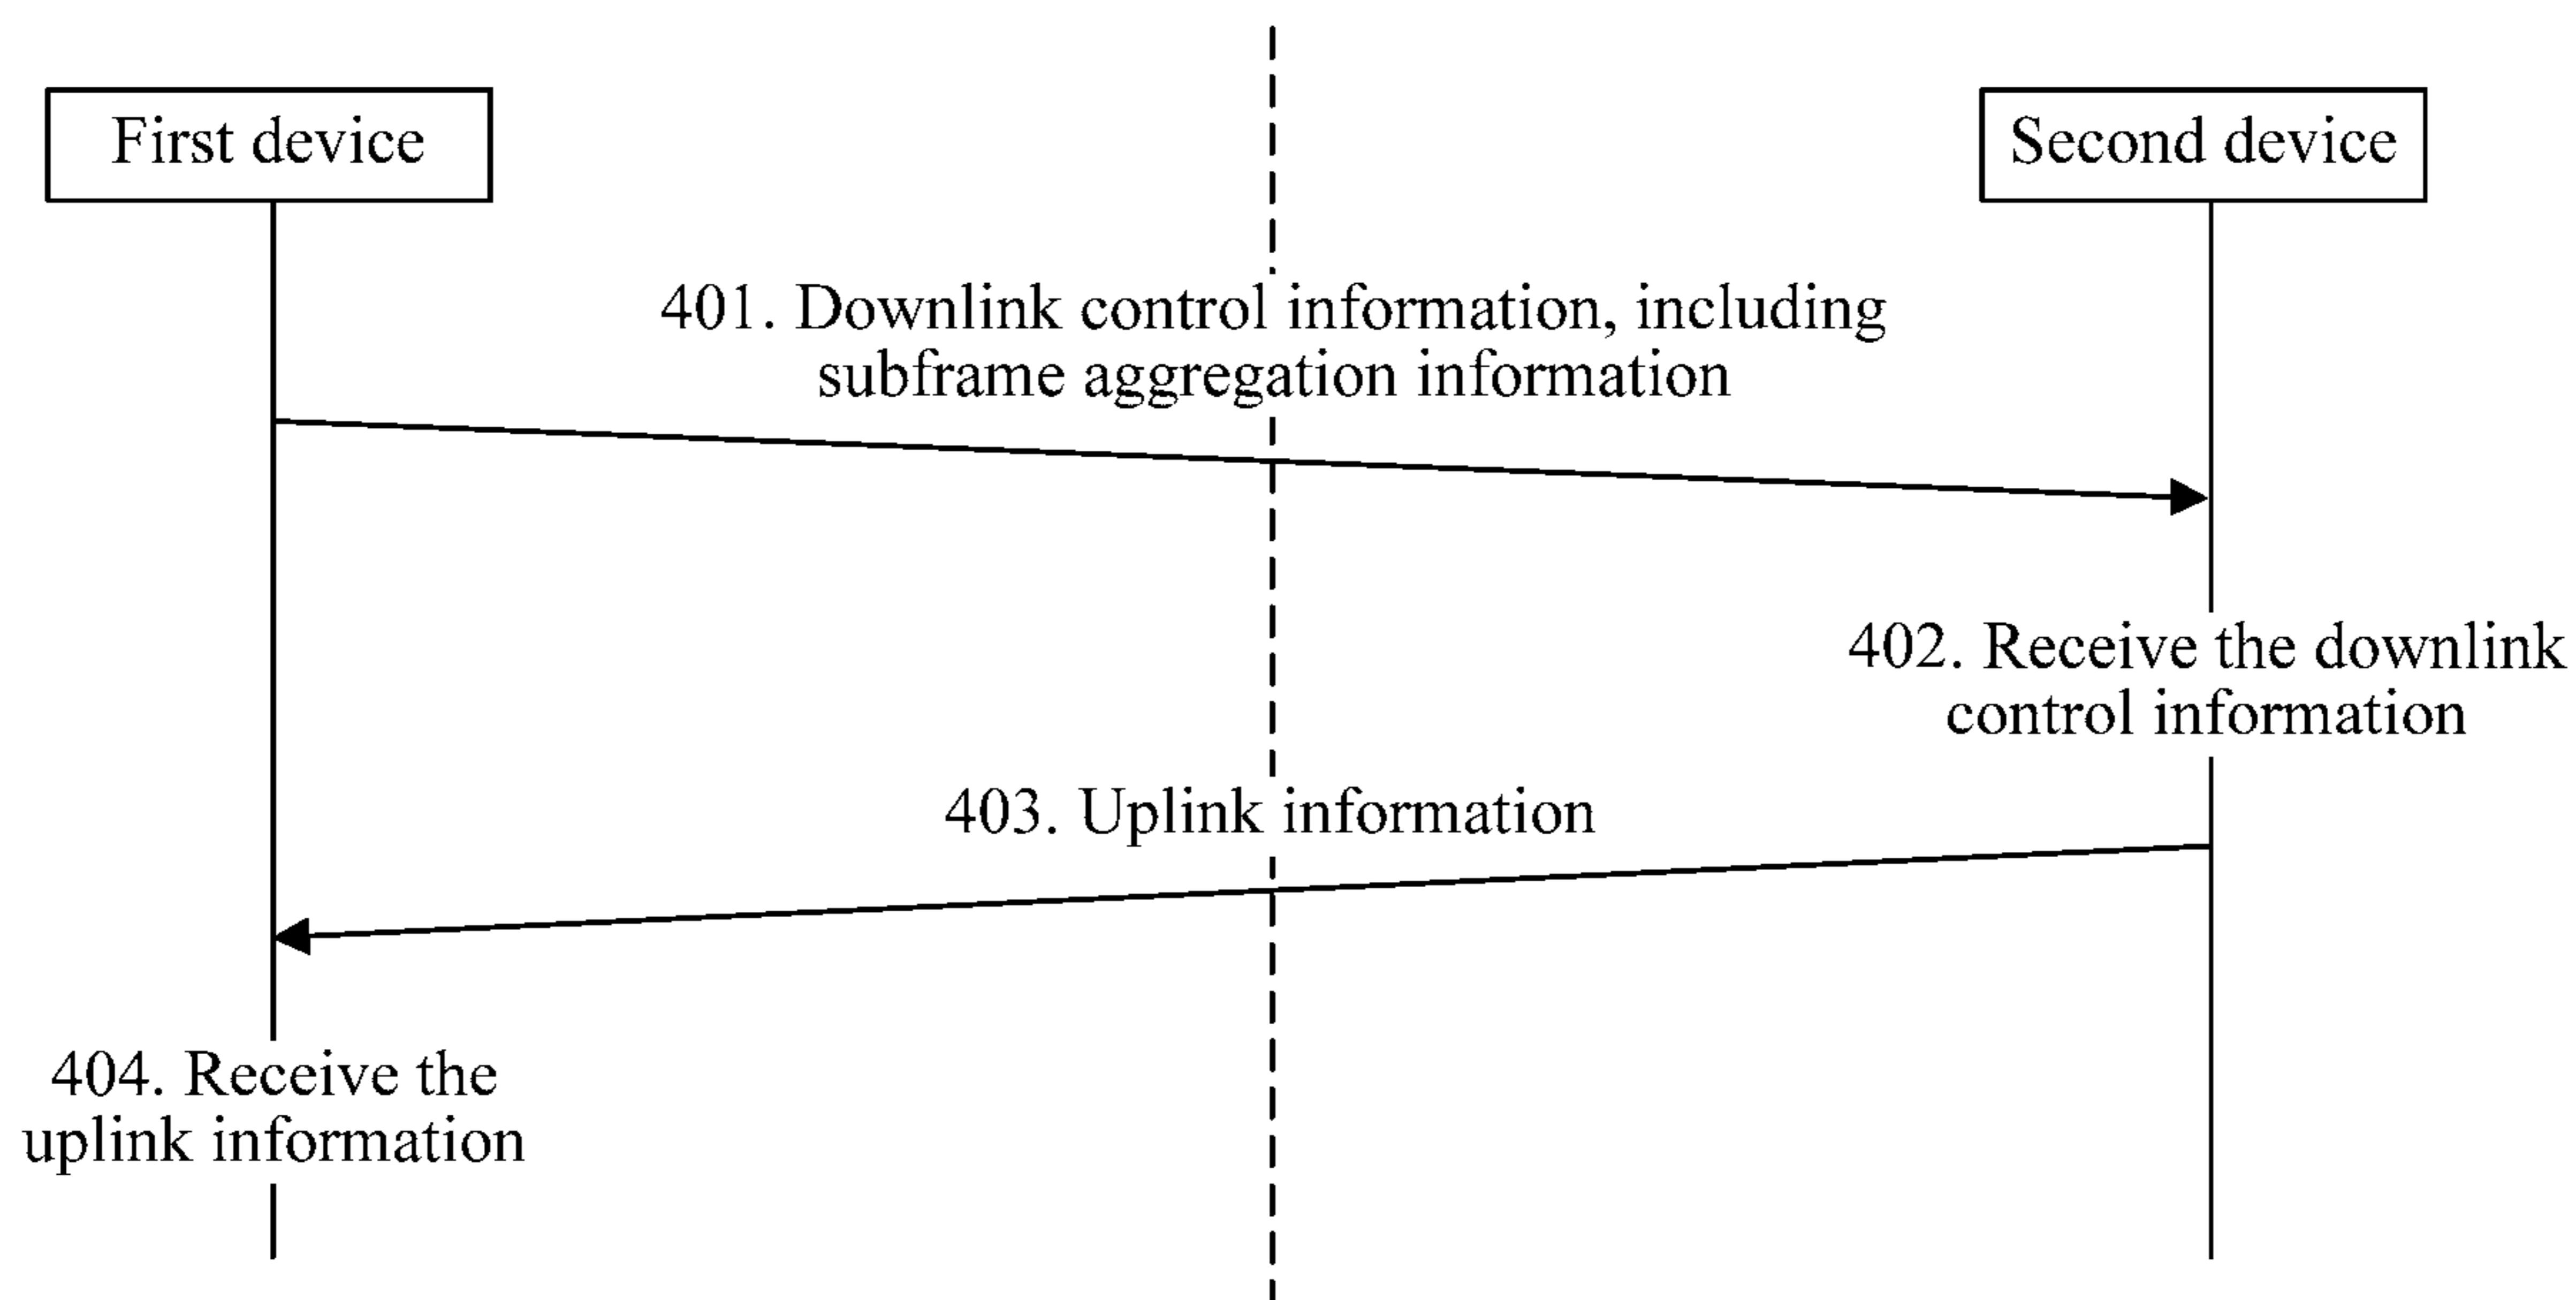 First device
Second device
401. Downlink control information, including
subframe aggregation information
402. Receive the downlink
control information
403. Uplink information
404. Receive the
uplink information